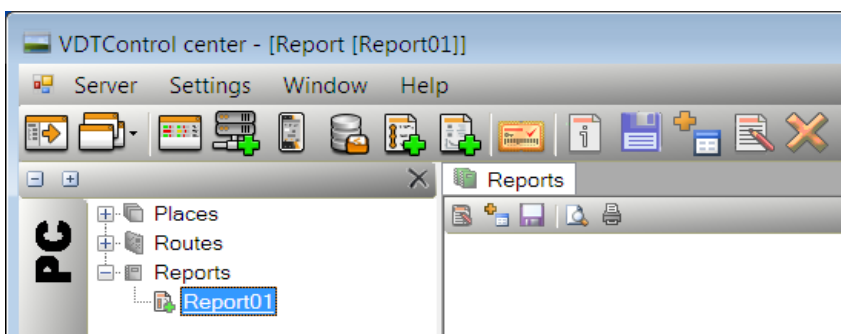 VDTControl center - [Report [Report01]]
Server Settings Window Help
Reports
Places
Routes
Reports
Report01
PC